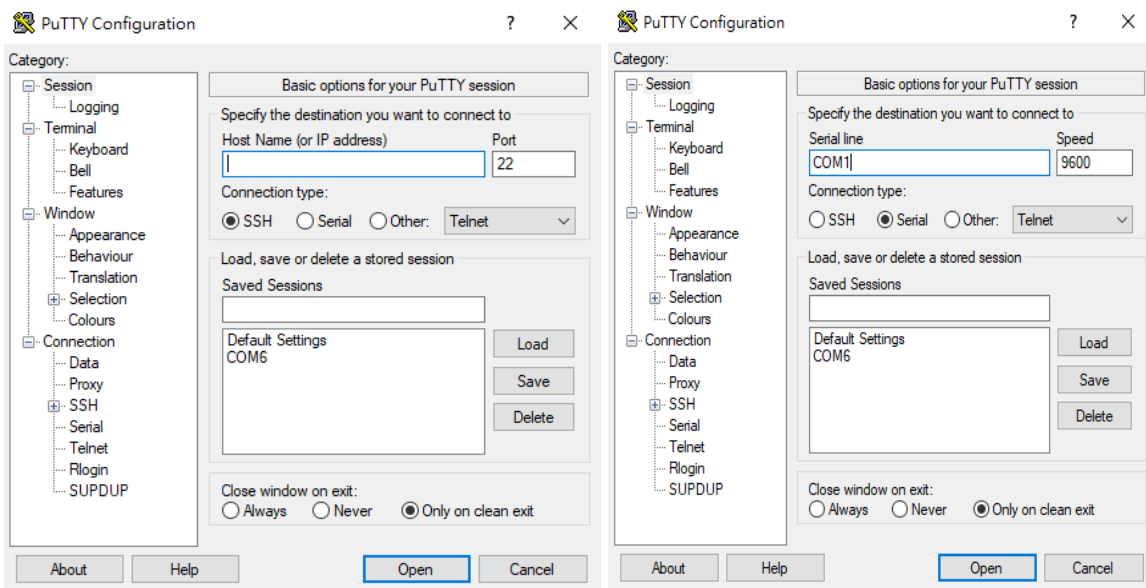 PuTTY Configuration ? ×
Category:
Session
Logging
Terminal
Keyboard
Bell
Features
Window
Appearance
Behaviour
Translation
Selection
Colours
Connection
Data
Proxy
SSH
Serial
Telnet
Rlogin
SUPDUP
Basic options for your PuTTY session
Specify the destination you want to connect to
Host Name (or IP address) Port
22
Connection type:
SSH Serial Other: Telnet
Load, save or delete a stored session
Saved Sessions
Default Settings
COM6
Load
Save
Delete
Close window on exit:
Always Never Only on clean exit
About Help Open Cancel
PuTTY Configuration ? ×
Category:
Session
Logging
Terminal
Keyboard
Bell
Features
Window
Appearance
Behaviour
Translation
Selection
Colours
Connection
Data
Proxy
SSH
Serial
Telnet
Rlogin
SUPDUP
Basic options for your PuTTY session
Specify the destination you want to connect to
Serial line Speed
COM1 9600
Connection type:
SSH Serial Other: Telnet
Load, save or delete a stored session
Saved Sessions
Default Settings
COM6
Load
Save
Delete
Close window on exit:
Always Never Only on clean exit
About Help Open Cancel